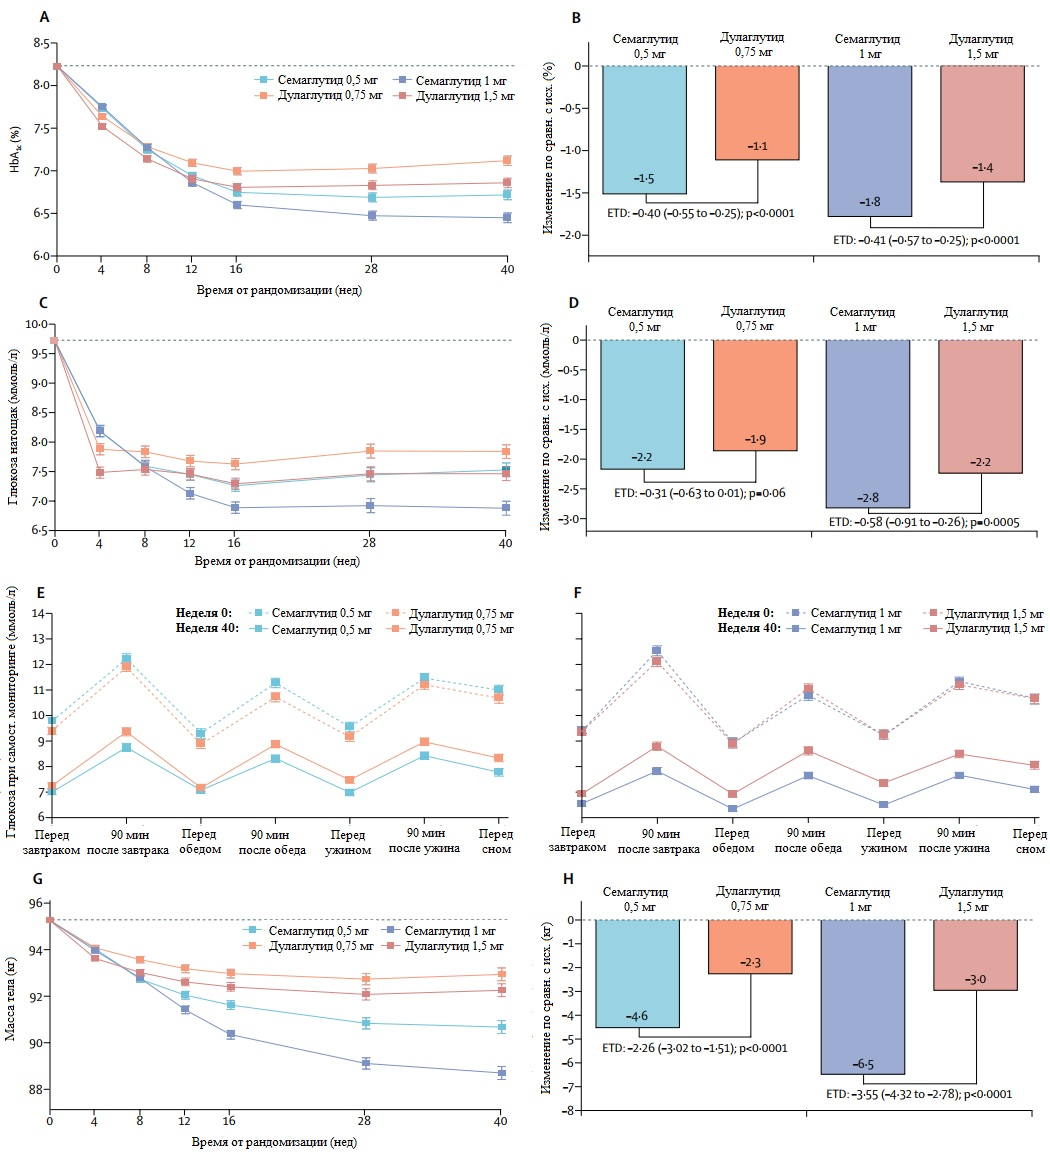 A
8·5
8·0
7·5
7·0
6·5
6·0
HbA1c (%)
Семаглутид 0,5 мг
Семаглутид 1 мг
Дулаглутид 0,75 мг
Дулаглутид 1,5 мг
0 4 8 12 16 28 40
Время от рандомизации (нед)
B
Семаглутид
0,5 мг
Дулаглутид
0,75 мг
Семаглутид
1 мг
Дулаглутид
1,5 мг
Изменение по сравн. с исх. (%)
0
–0·5
–1·0
–1·5
–2·0
–1·5
–1·1
–1·8
–1·4
ETD: –0·40 (–0·55 to –0·25); p<0·0001
ETD: –0·41 (–0·57 to –0·25); p<0·0001
C
10·0
9·5
9·0
8·5
8·0
7·5
7·0
6·5
Глюкоза натощак (ммоль/л)
0 4 8 12 16 28 40
Время от рандомизации (нед)
D
Семаглутид
0,5 мг
Дулаглутид
0,75 мг
Семаглутид
1 мг
Дулаглутид
1,5 мг
Изменение по сравн. с исх. (ммоль/л)
0
–0·5
–1·0
–1·5
–2·0
–2·5
–3·0
–2·2
–1·9
–2·8
–2·2
ETD: –0·31 (–0·63 to 0·01); p=0·06
ETD: –0·58 (–0·91 to –0·26); p=0·0005
E
Глюкоза при самост. мониторинге (ммоль/л)
14
13
12
11
10
9
8
7
6
Неделя 0: Семаглутид 0,5 мг Дулаглутид 0,75 мг
Неделя 40: Семаглутид 0,5 мг Дулаглутид 0,75 мг
Перед
завтраком
90 мин
после завтрака
Перед
обедом
90 мин
после обеда
Перед
ужином
90 мин
после ужина
Перед
сном
F
Неделя 0: Семаглутид 1 мг Дулаглутид 1,5 мг
Неделя 40: Семаглутид 1 мг Дулаглутид 1,5 мг
Перед
завтраком
90 мин
после завтрака
Перед
обедом
90 мин
после обеда
Перед
ужином
90 мин
после ужина
Перед
сном
G
96
94
92
90
88
Масса тела (кг)
Семаглутид 0,5 мг
Семаглутид 1 мг
Дулаглутид 0,75 мг
Дулаглутид 1,5 мг
0 4 8 12 16 28 40
Время от рандомизации (нед)
H
Семаглутид
0,5 мг
Дулаглутид
0,75 мг
Семаглутид
1 мг
Дулаглутид
1,5 мг
Изменение по сравн. с исх. (кг)
0
–1
–2
–3
–4
–5
–6
–7
–8
–4·6
–2·3
–6·5
–3·0
ETD: –2·26 (–3·02 to –1·51); p<0·0001
ETD: –3·55 (–4·32 to –2·78); p<0·0001